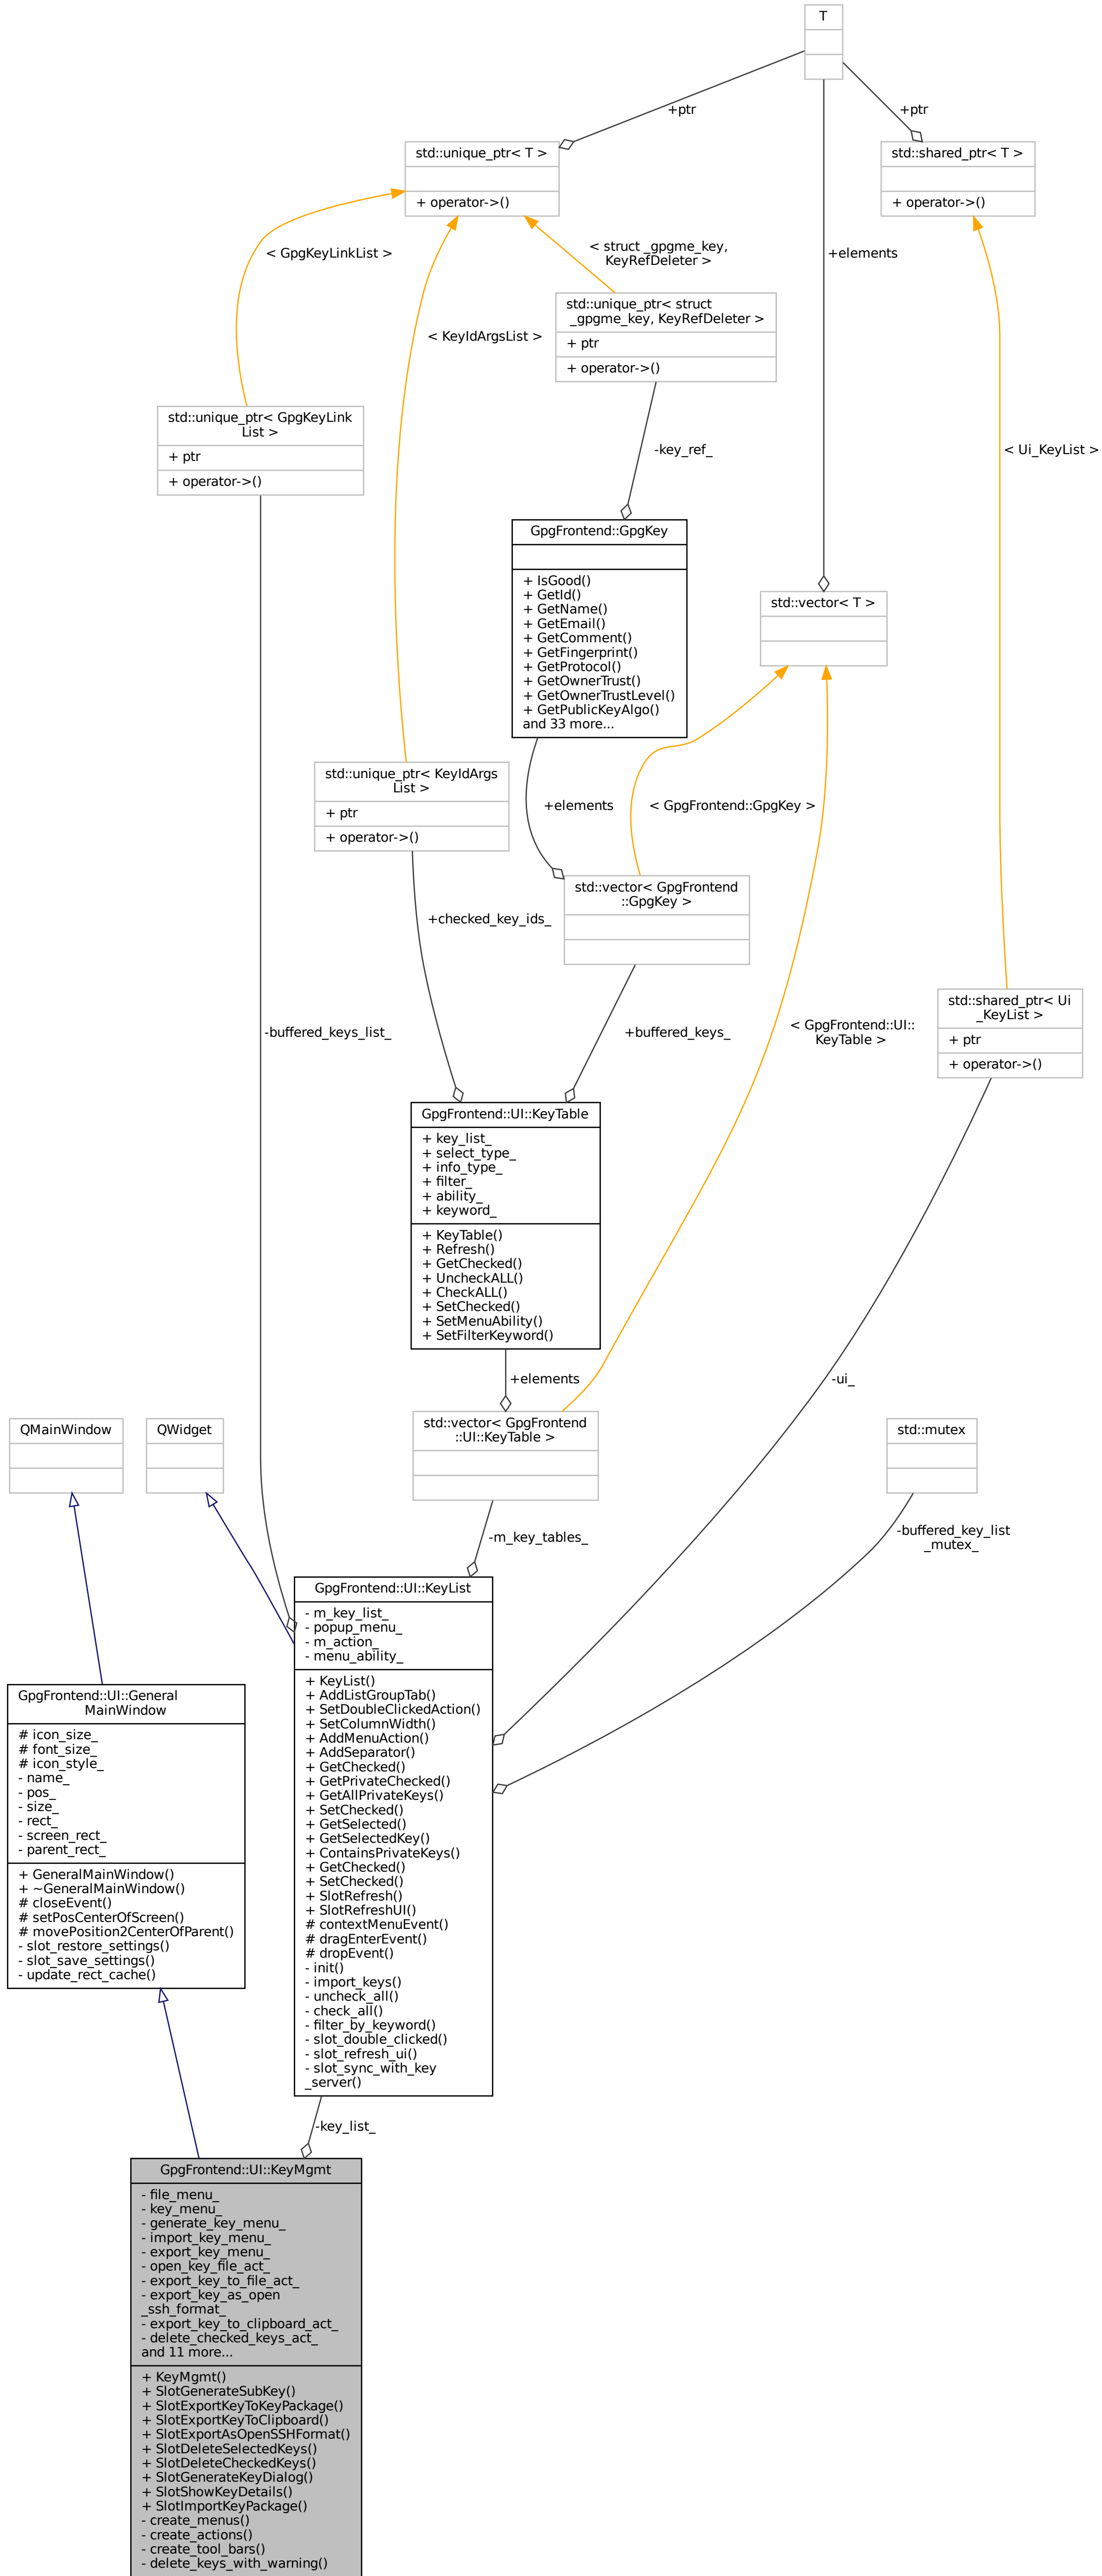 T
+ptr
+ptr
std::unique_ptr< T >
+ operator->()
std::shared_ptr< T >
+ operator->()
< GpgKeyLinkList >
< struct _gpgme_key,
KeyRefDeleter >
+elements
std::unique_ptr< struct
_gpgme_key, KeyRefDeleter >
+ ptr
+ operator->()
< KeyIdArgsList >
std::unique_ptr< GpgKeyLink
List >
+ ptr
+ operator->()
-key_ref_
< Ui_KeyList >
GpgFrontend::GpgKey
+ IsGood()
+ GetId()
+ GetName()
+ GetEmail()
+ GetComment()
+ GetFingerprint()
+ GetProtocol()
+ GetOwnerTrust()
+ GetOwnerTrustLevel()
+ GetPublicKeyAlgo()
and 33 more...
std::vector< T >
std::unique_ptr< KeyIdArgs
List >
+ ptr
+ operator->()
+elements
< GpgFrontend::GpgKey >
std::vector< GpgFrontend
::GpgKey >
+checked_key_ids_
-buffered_keys_list_
+buffered_keys_
< GpgFrontend::UI::
KeyTable >
std::shared_ptr< Ui
_KeyList >
+ ptr
+ operator->()
GpgFrontend::UI::KeyTable
+ key_list_
+ select_type_
+ info_type_
+ filter_
+ ability_
+ keyword_
+ KeyTable()
+ Refresh()
+ GetChecked()
+ UncheckALL()
+ CheckALL()
+ SetChecked()
+ SetMenuAbility()
+ SetFilterKeyword()
+elements
-ui_
QMainWindow
QWidget
std::vector< GpgFrontend
::UI::KeyTable >
std::mutex
-m_key_tables_
-buffered_key_list
_mutex_
GpgFrontend::UI::KeyList
- m_key_list_
- popup_menu_
- m_action_
- menu_ability_
+ KeyList()
+ AddListGroupTab()
+ SetDoubleClickedAction()
+ SetColumnWidth()
+ AddMenuAction()
+ AddSeparator()
+ GetChecked()
+ GetPrivateChecked()
+ GetAllPrivateKeys()
+ SetChecked()
+ GetSelected()
+ GetSelectedKey()
+ ContainsPrivateKeys()
+ GetChecked()
+ SetChecked()
+ SlotRefresh()
+ SlotRefreshUI()
# contextMenuEvent()
# dragEnterEvent()
# dropEvent()
- init()
- import_keys()
- uncheck_all()
- check_all()
- filter_by_keyword()
- slot_double_clicked()
- slot_refresh_ui()
- slot_sync_with_key
_server()
GpgFrontend::UI::General
MainWindow
# icon_size_
# font_size_
# icon_style_
- name_
- pos_
- size_
- rect_
- screen_rect_
- parent_rect_
+ GeneralMainWindow()
+ ~GeneralMainWindow()
# closeEvent()
# setPosCenterOfScreen()
# movePosition2CenterOfParent()
- slot_restore_settings()
- slot_save_settings()
- update_rect_cache()
-key_list_
GpgFrontend::UI::KeyMgmt
- file_menu_
- key_menu_
- generate_key_menu_
- import_key_menu_
- export_key_menu_
- open_key_file_act_
- export_key_to_file_act_
- export_key_as_open
_ssh_format_
- export_key_to_clipboard_act_
- delete_checked_keys_act_
and 11 more...
+ KeyMgmt()
+ SlotGenerateSubKey()
+ SlotExportKeyToKeyPackage()
+ SlotExportKeyToClipboard()
+ SlotExportAsOpenSSHFormat()
+ SlotDeleteSelectedKeys()
+ SlotDeleteCheckedKeys()
+ SlotGenerateKeyDialog()
+ SlotShowKeyDetails()
+ SlotImportKeyPackage()
- create_menus()
- create_actions()
- create_tool_bars()
- delete_keys_with_warning()